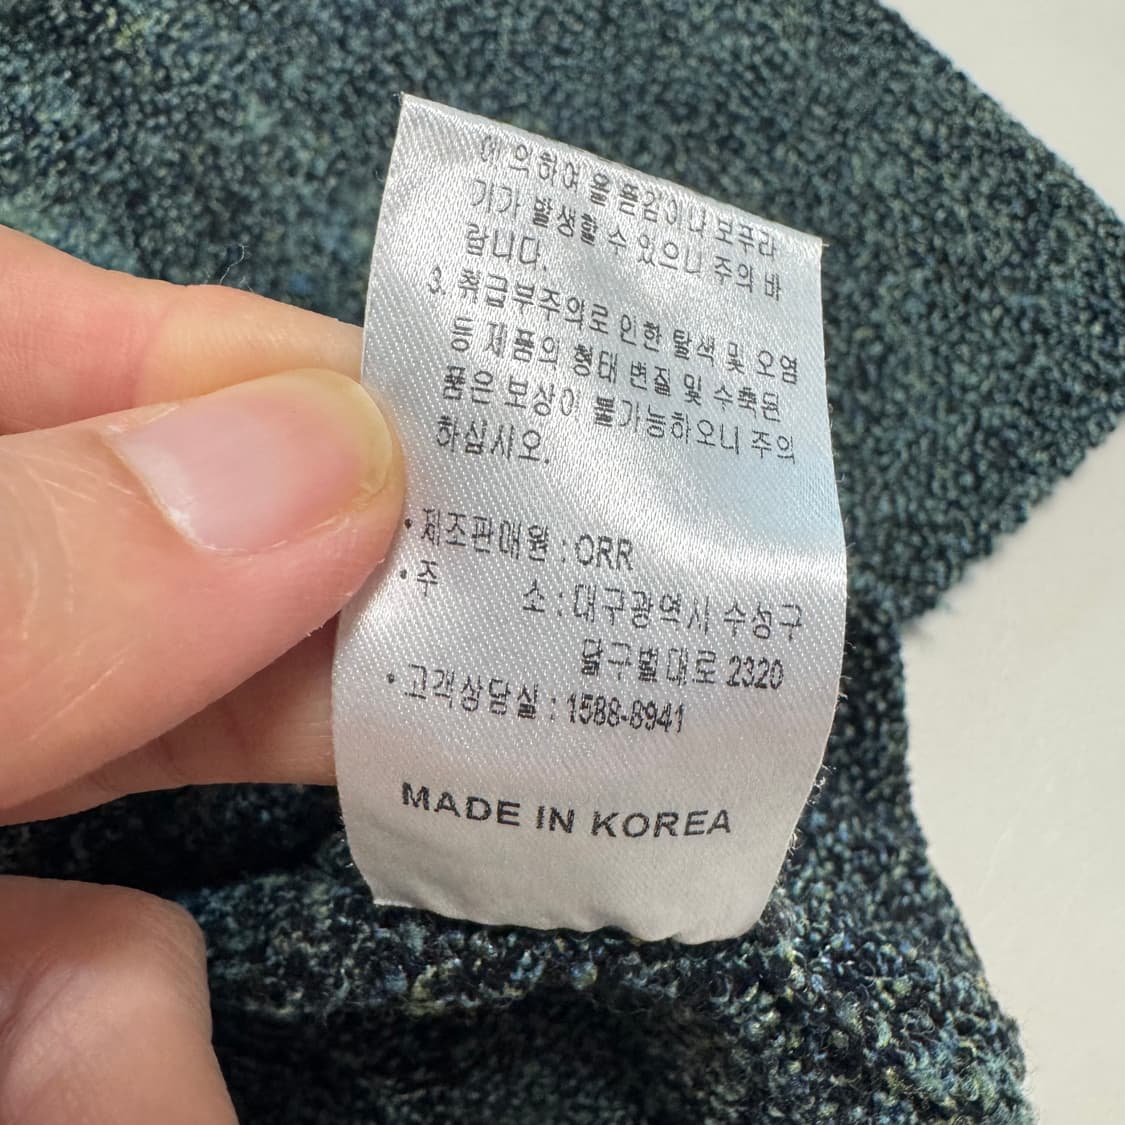 에 의하여 올풀림이나 보푸라
기가 발생할 수 있으니 주의 바
랍니다.
3. 취급부주의로 인한 탈색 및 오염
등 제품의 형태 변질 및 수축된
품은 보상이 불가능하오니 주의
하십시오.
• 제조판매원 : ORR
• 주 소 : 대구광역시 수성구
달구벌대로 2320
• 고객상담실 : 1588-8941
MADE IN KOREA